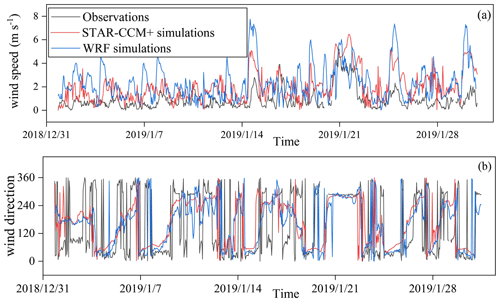 Observations
(a)
STAR-CCM+ simulations
WRF simulations
wind speed (m s⁻¹)
8
6
4
2
0
2018/12/31
2019/1/7
2019/1/14
2019/1/21
2019/1/28
Time
(b)
wind direction
360
240
120
0
2018/12/31
2019/1/7
2019/1/14
2019/1/21
2019/1/28
Time